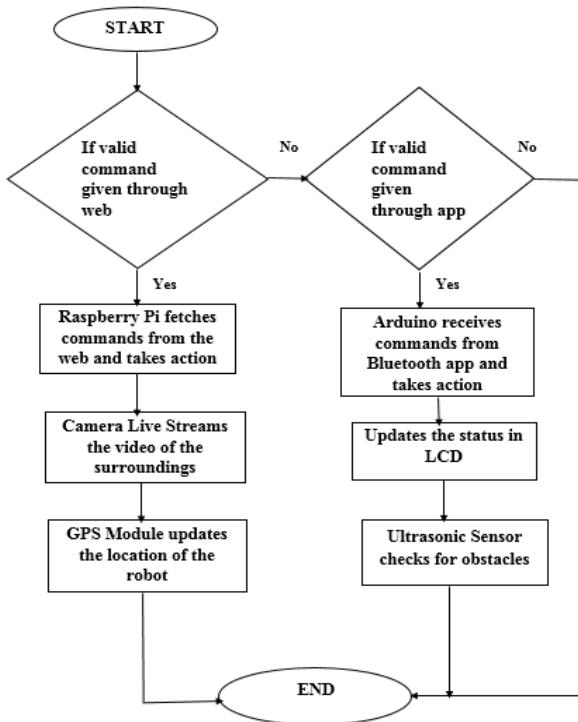 START
If valid
command
given through
web
No
If valid
command
given
through app
No
Yes
Raspberry Pi fetches
commands from the
web and takes action
Camera Live Streams
the video of the
surroundings
GPS Module updates
the location of the
robot
Yes
Arduino receives
commands from
Bluetooth app and
takes action
Updates the status in
LCD
Ultrasonic Sensor
checks for obstacles
END